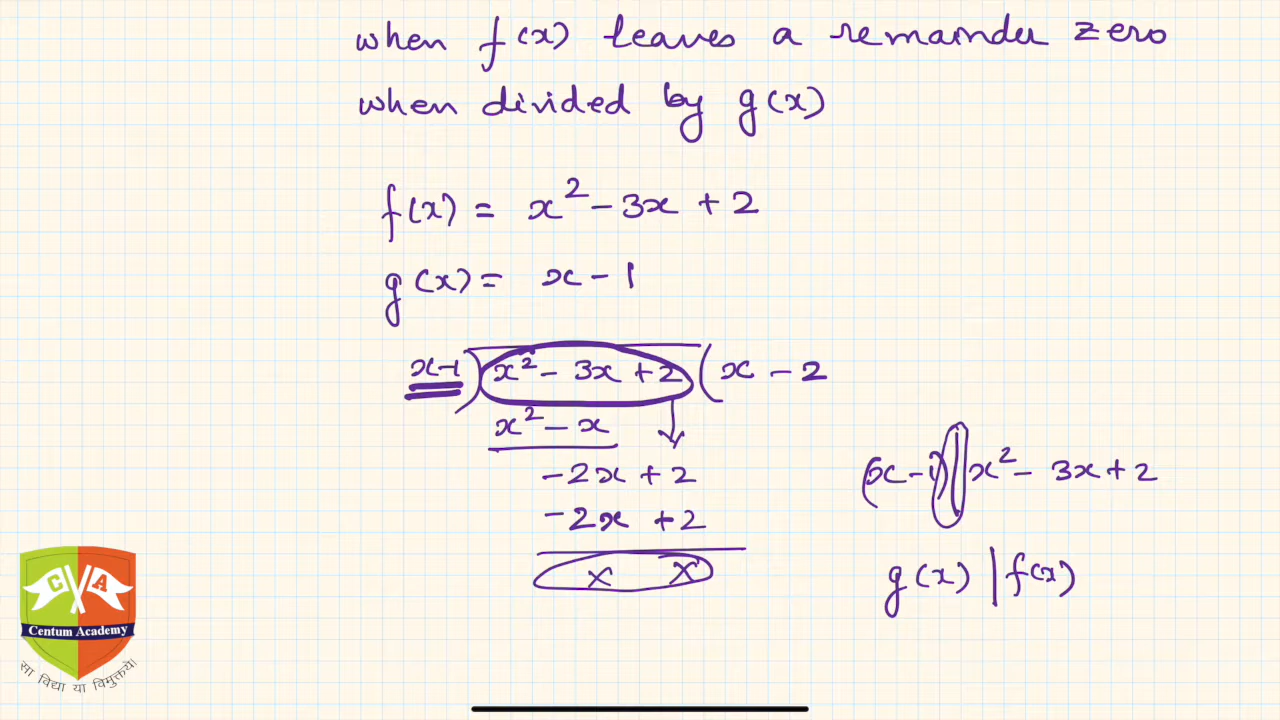 when f(x) leaves a remainder zero
when divided by g(x)
f(x) = x² - 3x + 2
g(x) = x - 1
x-1) x² - 3x + 2 (x - 2
x² - x
-2x + 2
-2x + 2
x x
(x-1) | x² - 3x + 2
g(x) | f(x)
C A
Centum Academy
सा विद्या या विमुक्तये।